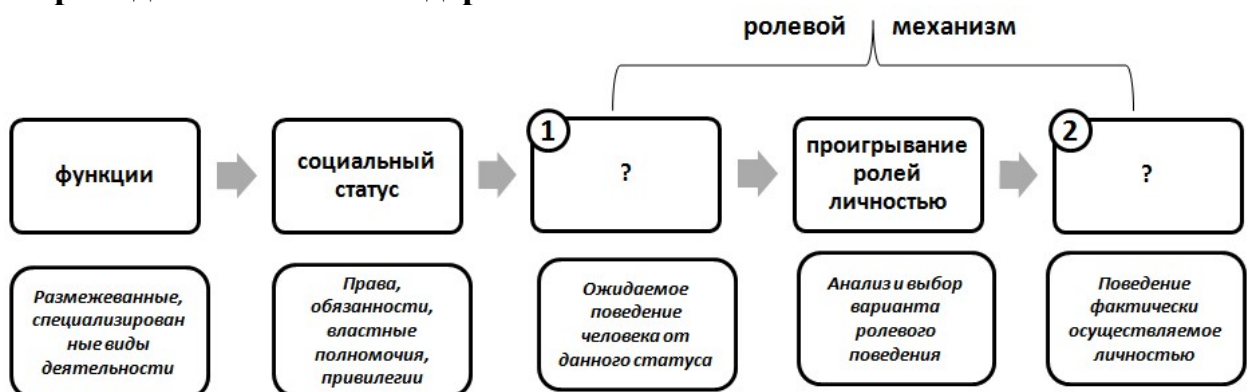 ролевой механизм
функции
социальный
статус
1
?
проигрывание
ролей
личностью
2
?
Размежеванные,
специализирован
ные виды
деятельности
Права,
обязанности,
властные
полномочия,
привилегии
Ожидаемое
поведение
человека от
данного статуса
Анализ и выбор
варианта
ролевого
поведения
Поведение
фактически
осуществляемое
личностью